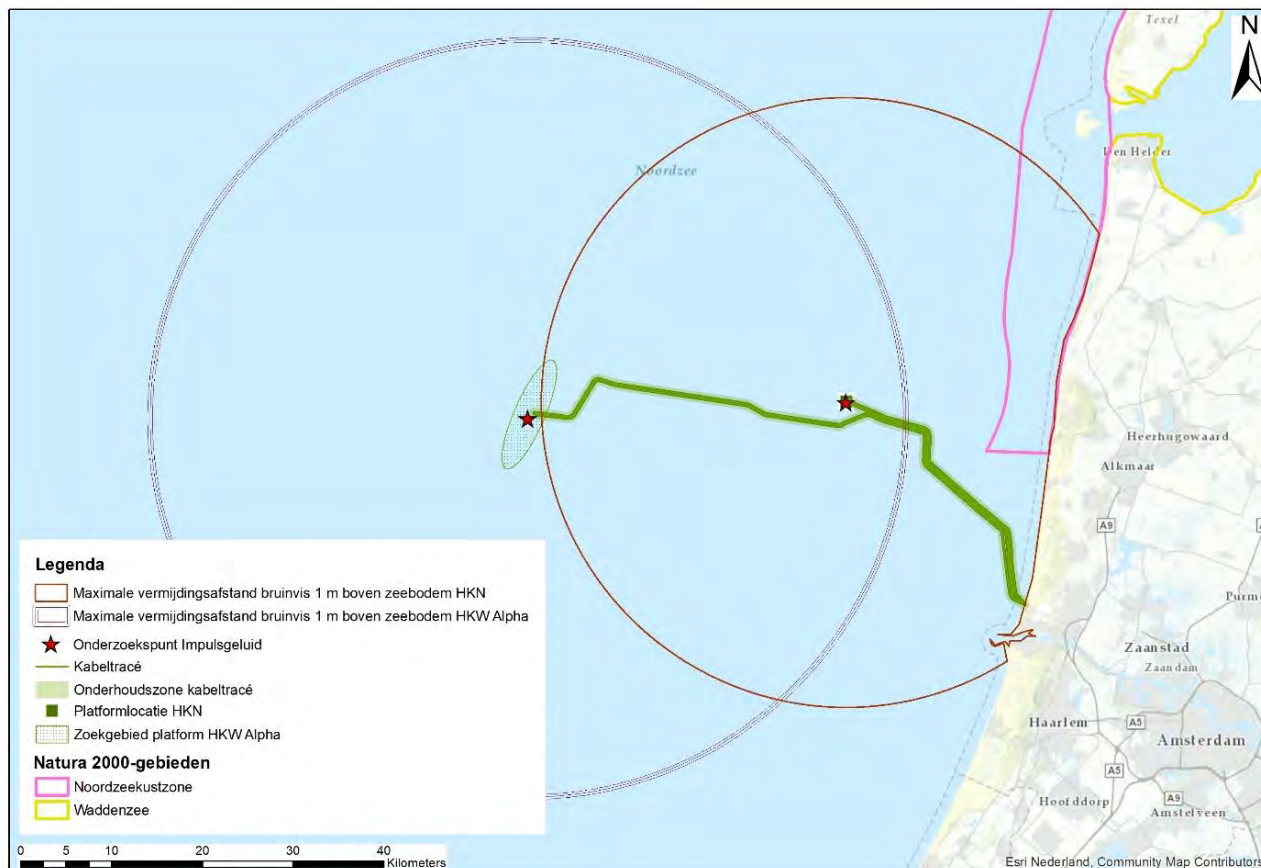 Texel
N
Den Helder
Noordzee
Heerhugowaard
Alkmaar
A9
Purme
Zaanstad
Zaandam
Haarlem
A5
Amsterdam
A5
A9
Hoofddorp
Amstelveen
Legenda
Maximale vermijdingsafstand bruinvis 1 m boven zeebodem HKN
Maximale vermijdingsafstand bruinvis 1 m boven zeebodem HKW Alpha
Onderzoekspunt Impulsgeluid
Kabeltracé
Onderhoudszone kabeltracé
Platformlocatie HKN
Zoekgebied platform HKW Alpha
Natura 2000-gebieden
Noordzeekustzone
Waddenzee
0 5 10 20 30 40
Kilometers
Esri Nederland, Community Map Contributors